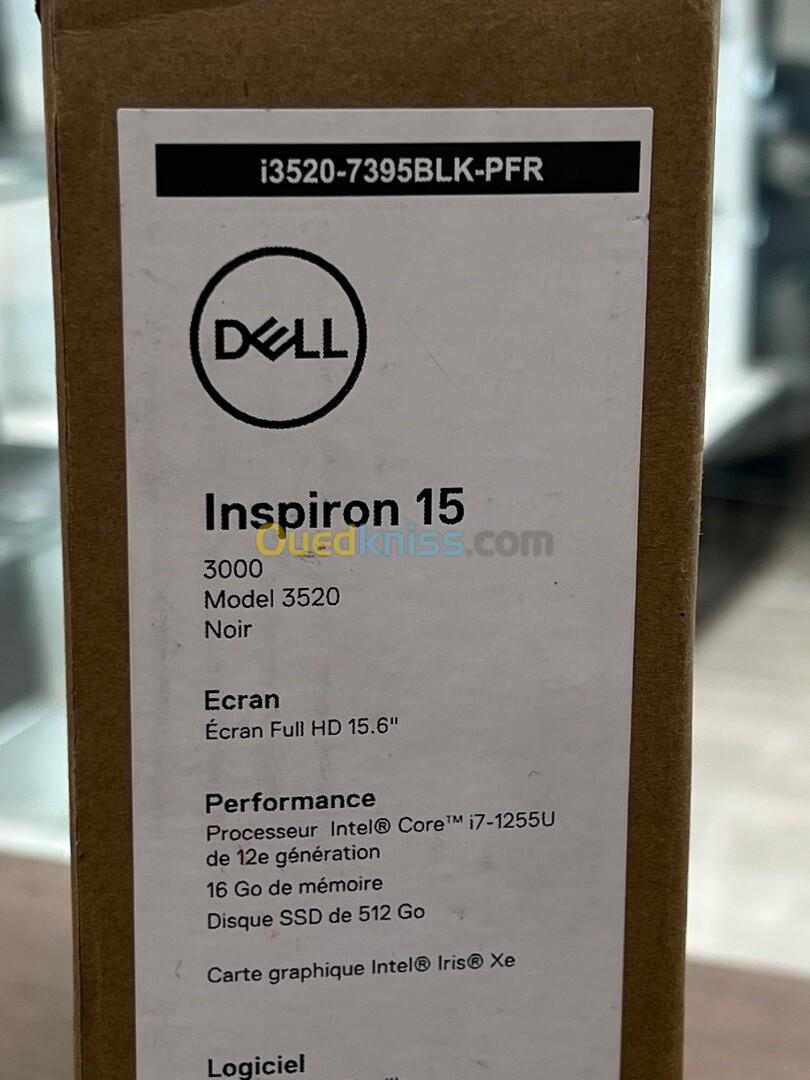 i3520-7395BLK-PFR
DELL
Inspiron 15
Ouedkniss.com
3000
Model 3520
Noir
Ecran
Écran Full HD 15.6"
Performance
Processeur Intel® Core™ i7-1255U
de 12e génération
16 Go de mémoire
Disque SSD de 512 Go
Carte graphique Intel® Iris® Xe
Logiciel